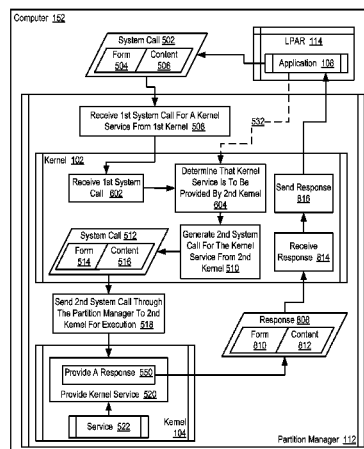 Computer 152
System Call 502
Form 504
Content 506
LPAR 114
Application 108
Receive 1st System
Call For A Kernel
Service From 1st Kernel
508
532
Kernel 102
Receive 1st System
Call 602
Determine That Kernel
Service Is To Be
Provided By 2nd Kernel
604
Send Response
816
System Call 512
Form 514
Content 516
Generate 2nd System
Call For The Kernel
Service From 2nd
Kernel 510
Receive
Response
814
Send 2nd System Call Through
The Partition Manager To 2nd
Kernel For Execution 518
Response 808
Form 810
Content 812
Provide A Response 550
Provide Kernel Service 520
Service 522
Kernel 104
Partition Manager 112